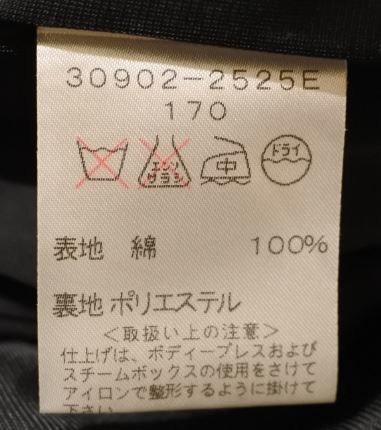 30902-2525E
170
エンソ サラシ 中 ドライ
表地 綿 100%
裏地 ポリエステル
＜取扱い上の注意＞
仕上げは、ボディープレスおよび
スチームボックスの使用をさけて
アイロンで整形するように掛けて
下さい